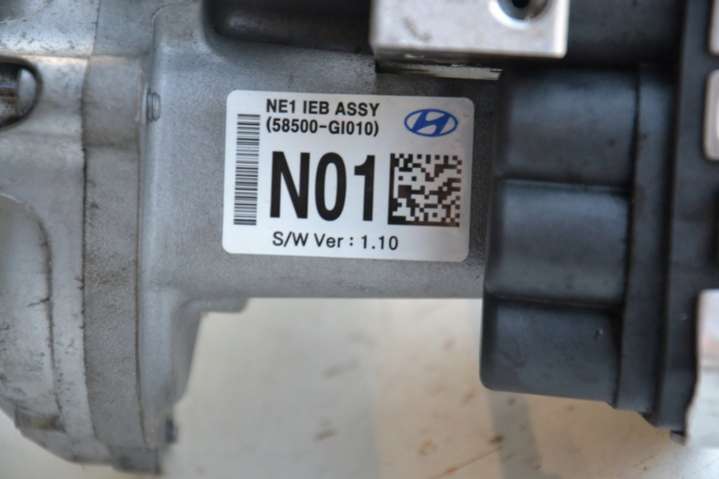 NE1 IEB ASSY
(58500-GI010)
N01
S/W Ver : 1.10